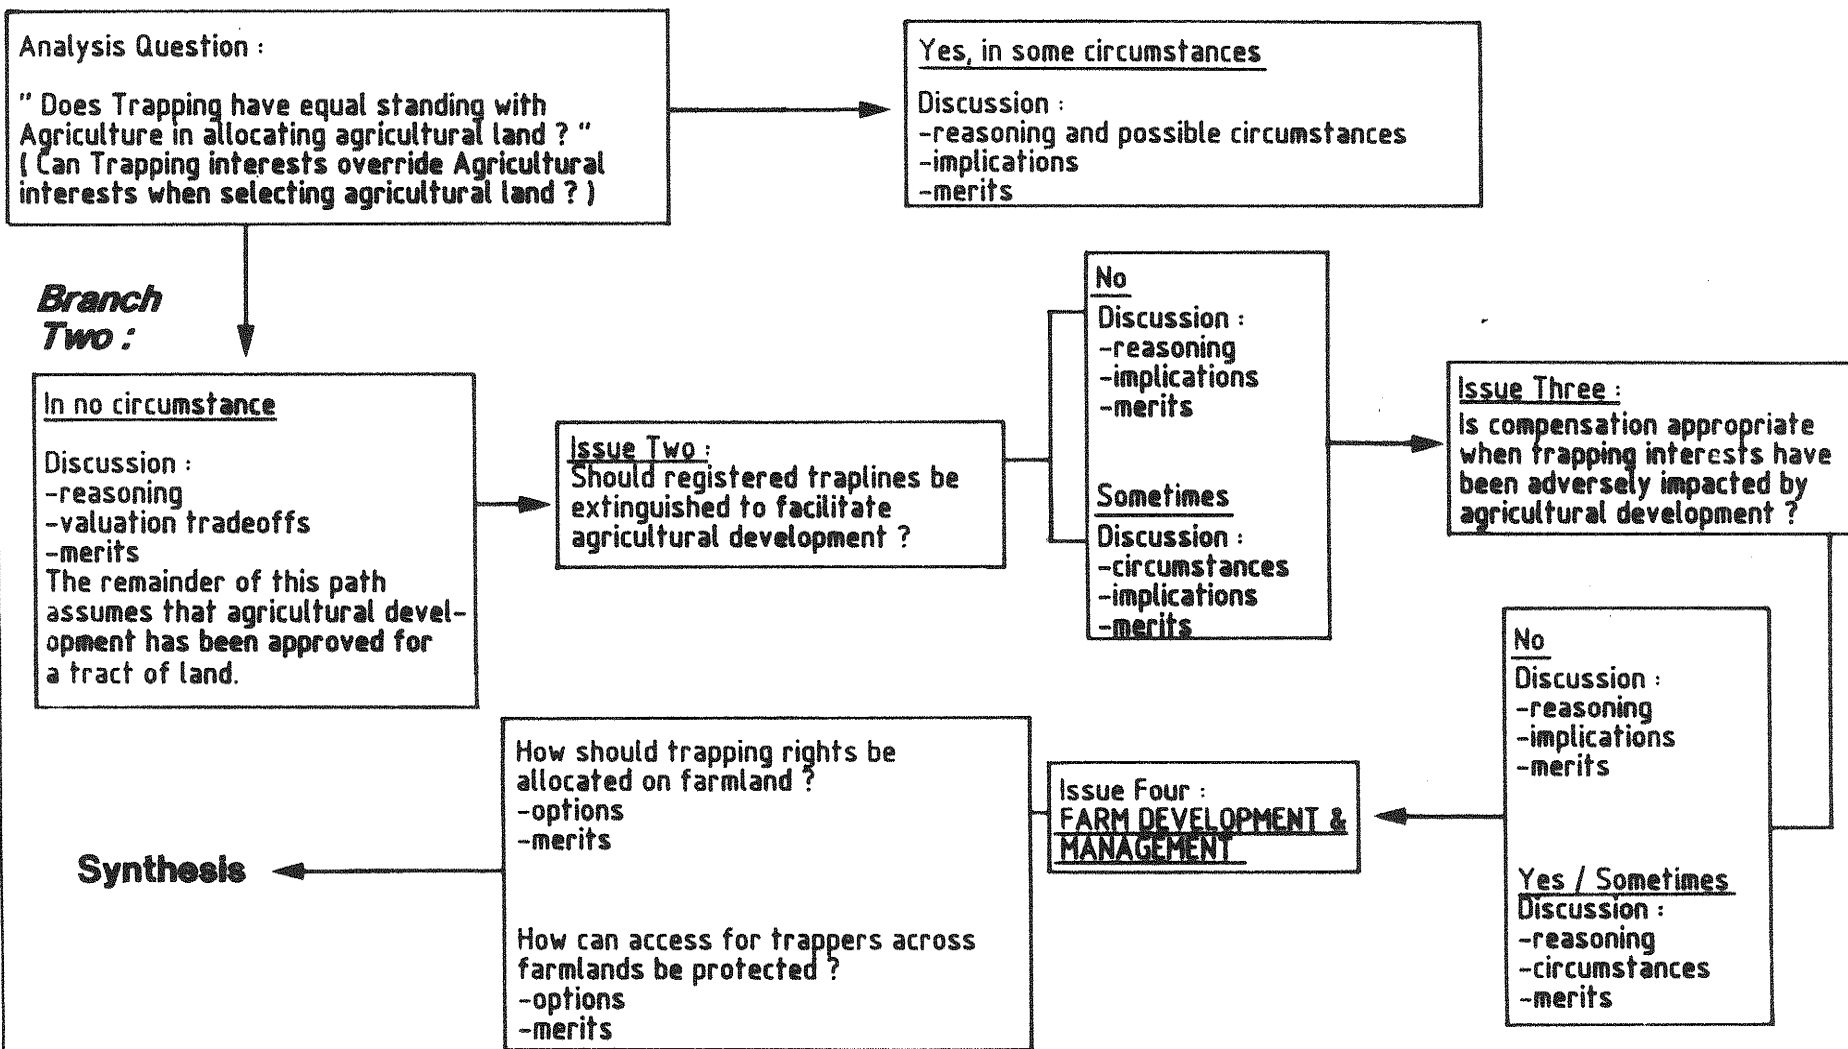 Analysis Question :
" Does Trapping have equal standing with
Agriculture in allocating agricultural land ? "
( Can Trapping interests override Agricultural
interests when selecting agricultural land ? )
Yes, in some circumstances
Discussion :
-reasoning and possible circumstances
-implications
-merits
Branch
Two :
In no circumstance
Discussion :
-reasoning
-valuation tradeoffs
-merits
The remainder of this path
assumes that agricultural devel-
opment has been approved for
a tract of land.
Issue Two :
Should registered traplines be
extinguished to facilitate
agricultural development ?
No
Discussion :
-reasoning
-implications
-merits
Sometimes
Discussion :
-circumstances
-implications
-merits
Issue Three :
Is compensation appropriate
when trapping interests have
been adversely impacted by
agricultural development ?
No
Discussion :
-reasoning
-implications
-merits
Yes / Sometimes
Discussion :
-reasoning
-circumstances
-merits
Issue Four :
FARM DEVELOPMENT &
MANAGEMENT
How should trapping rights be
allocated on farmland ?
-options
-merits
How can access for trappers across
farmlands be protected ?
-options
-merits
Synthesis